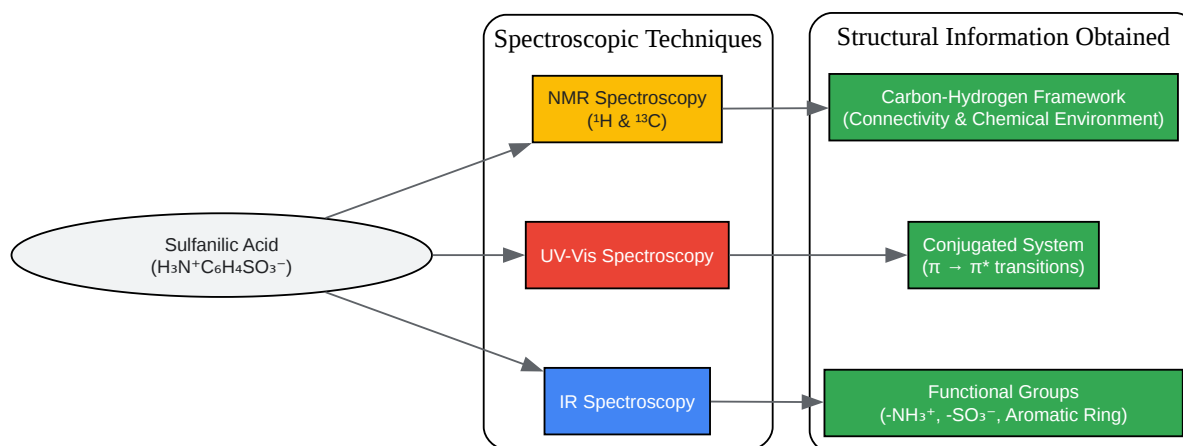 Spectroscopic Techniques
Structural Information Obtained
NMR Spectroscopy
(¹H & ¹³C)
Carbon-Hydrogen Framework
(Connectivity & Chemical Environment)
Sulfanilic Acid
(H₃N⁺C₆H₄SO₃⁻)
UV-Vis Spectroscopy
Conjugated System
(π → π* transitions)
IR Spectroscopy
Functional Groups
(-NH₃⁺, -SO₃⁻, Aromatic Ring)